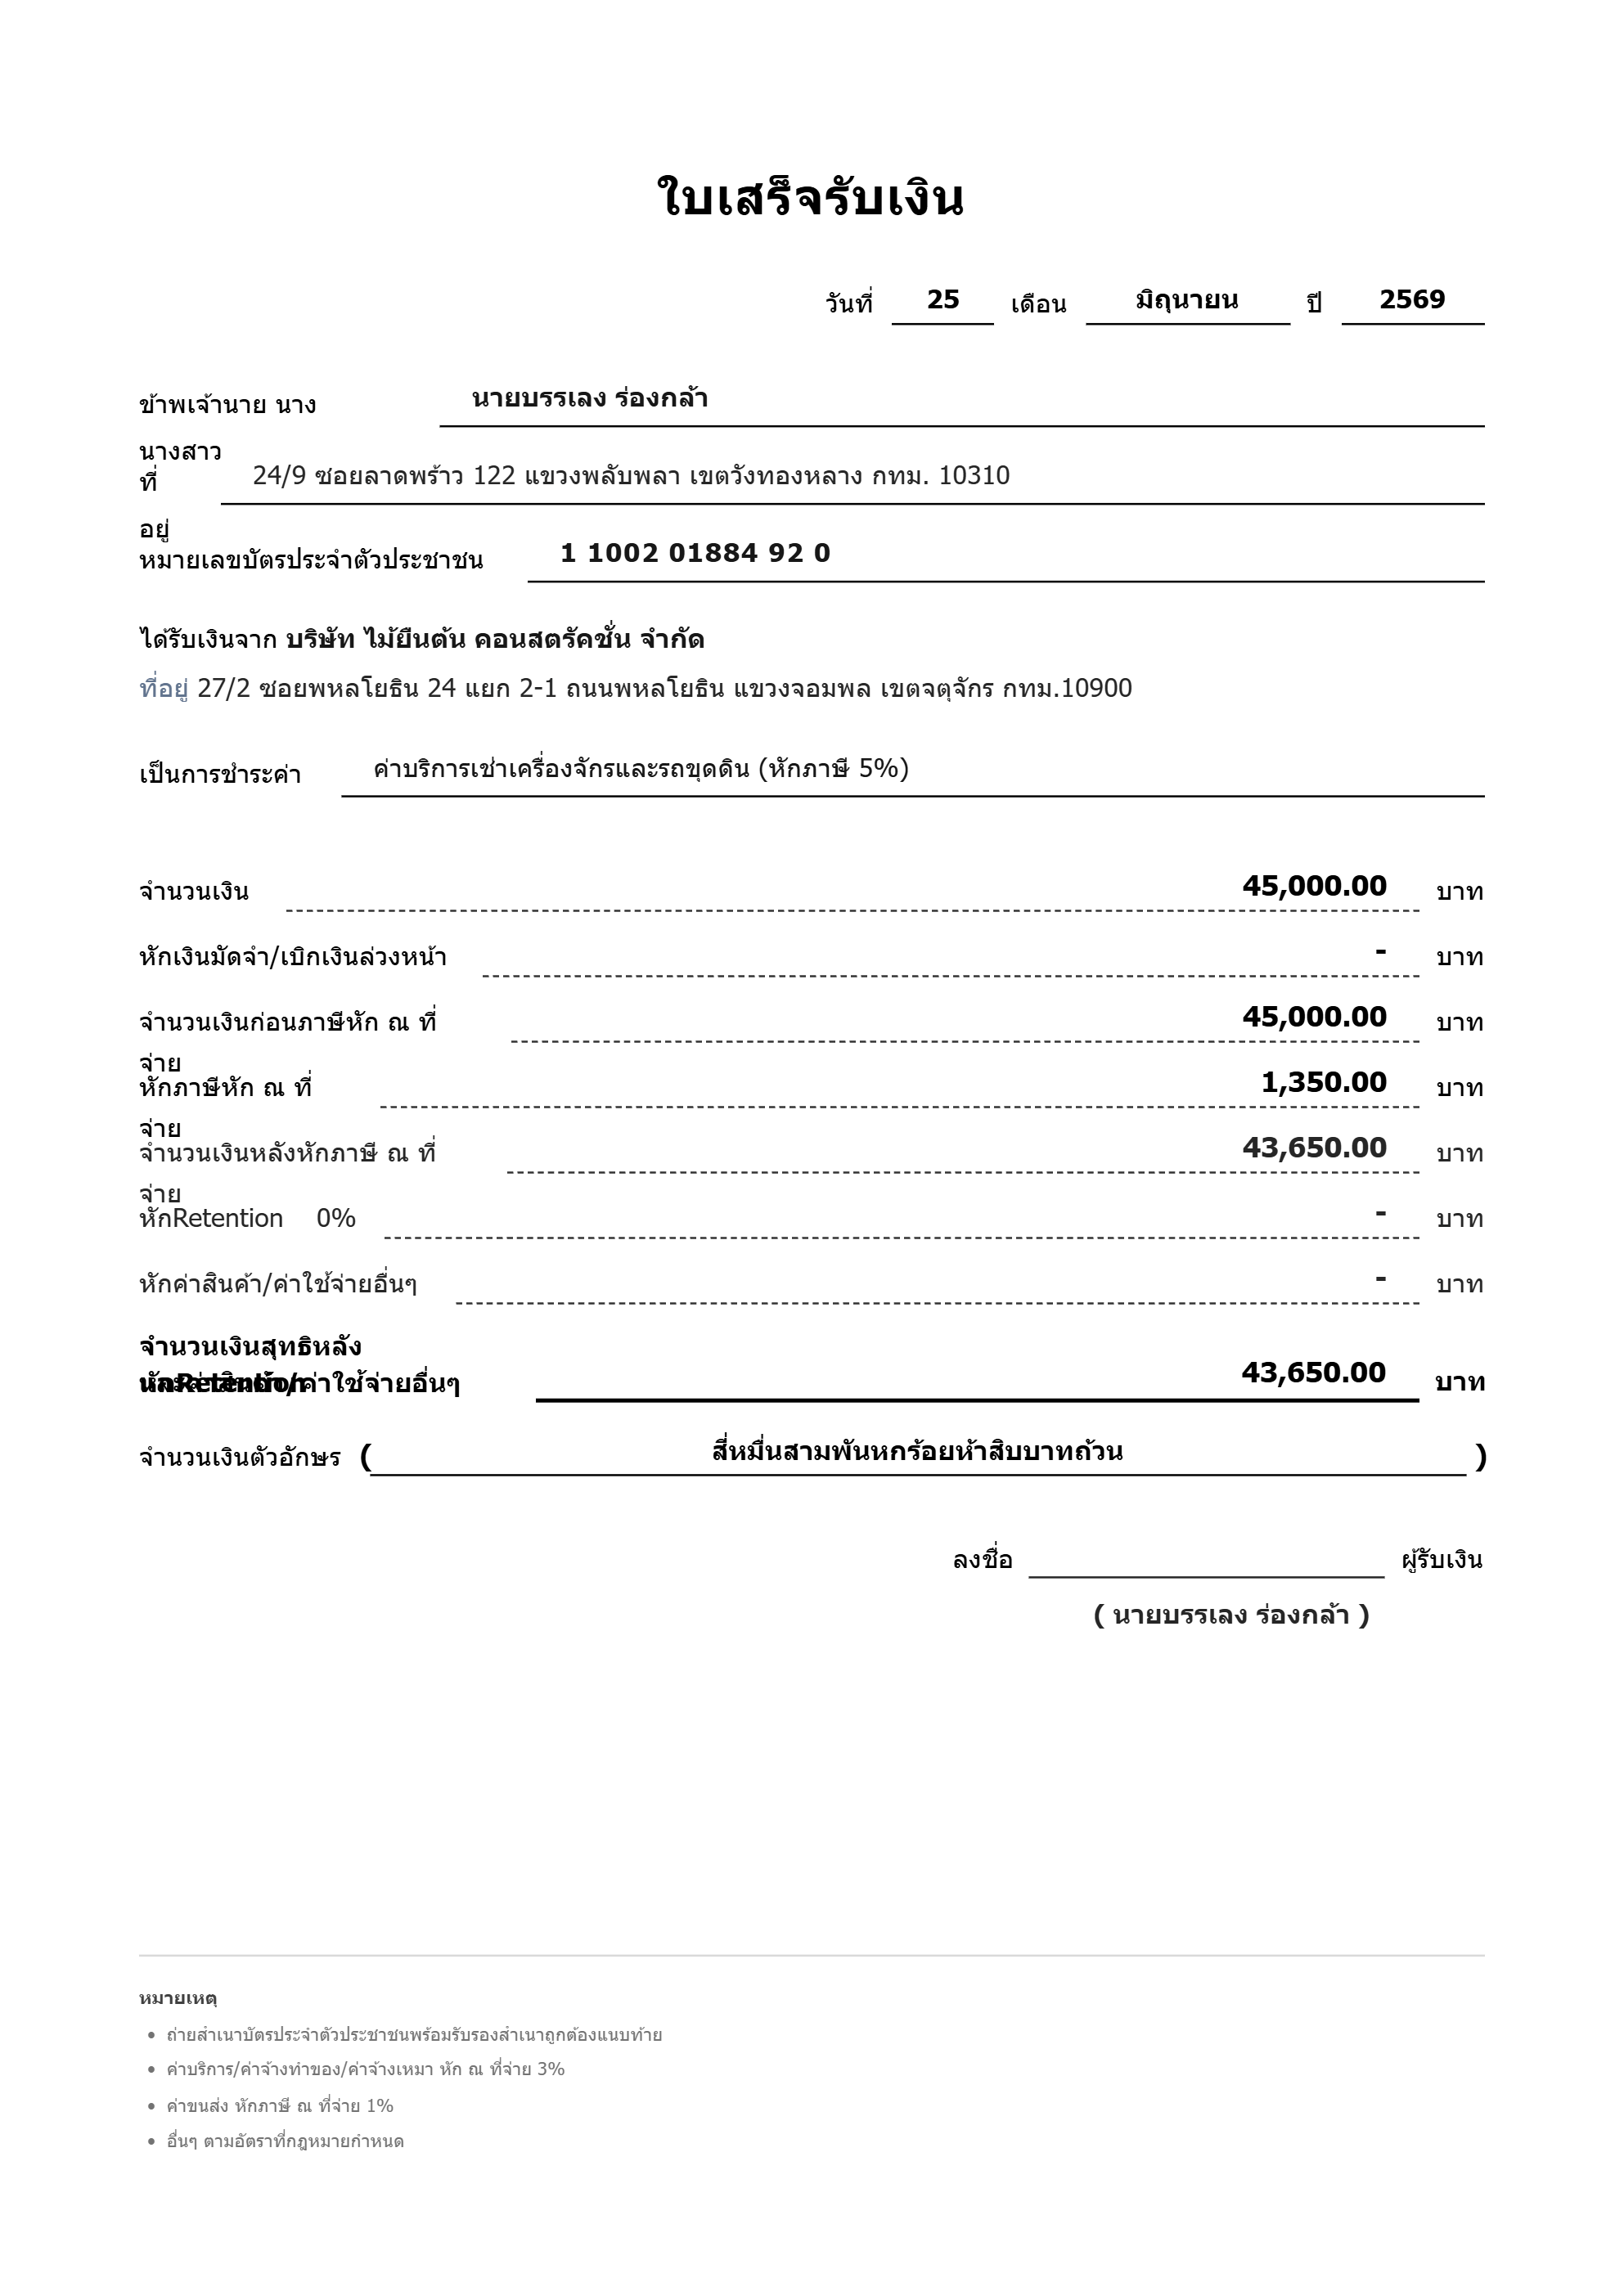 ใบเสร็จรับเงิน
วันที่ 25 เดือน มิถุนายน ปี 2569
ข้าพเจ้านาย นาง นายบรรเลง ร่องกล้า
นางสาว
ที่ 24/9 ซอยลาดพร้าว 122 แขวงพลับพลา เขตวังทองหลาง กทม. 10310
อยู่
หมายเลขบัตรประจำตัวประชาชน 1 1002 01884 92 0
ได้รับเงินจาก บริษัท ไม้ยืนต้น คอนสตรัคชั่น จำกัด
ที่อยู่ 27/2 ซอยพหลโยธิน 24 แยก 2-1 ถนนพหลโยธิน แขวงจอมพล เขตจตุจักร กทม.10900
เป็นการชำระค่า ค่าบริการเช่าเครื่องจักรและรถขุดดิน (หักภาษี 5%)
จำนวนเงิน 45,000.00 บาท
หักเงินมัดจำ/เบิกเงินล่วงหน้า - บาท
จำนวนเงินก่อนภาษีหัก ณ ที่ 45,000.00 บาท
จ่าย
หักภาษีหัก ณ ที่ 1,350.00 บาท
จ่าย
จำนวนเงินหลังหักภาษี ณ ที่ 43,650.00 บาท
จ่าย
หักRetention 0% - บาท
หักค่าสินค้า/ค่าใช้จ่ายอื่นๆ - บาท
จำนวนเงินสุทธิหลัง
หักRetention/ค่าใช้จ่ายอื่นๆ 43,650.00 บาท
จำนวนเงินตัวอักษร ( สี่หมื่นสามพันหกร้อยห้าสิบบาทถ้วน )
ลงชื่อ ผู้รับเงิน
( นายบรรเลง ร่องกล้า )
หมายเหตุ
• ถ่ายสำเนาบัตรประจำตัวประชาชนพร้อมรับรองสำเนาถูกต้องแนบท้าย
• ค่าบริการ/ค่าจ้างทำของ/ค่าจ้างเหมา หัก ณ ที่จ่าย 3%
• ค่าขนส่ง หักภาษี ณ ที่จ่าย 1%
• อื่นๆ ตามอัตราที่กฎหมายกำหนด